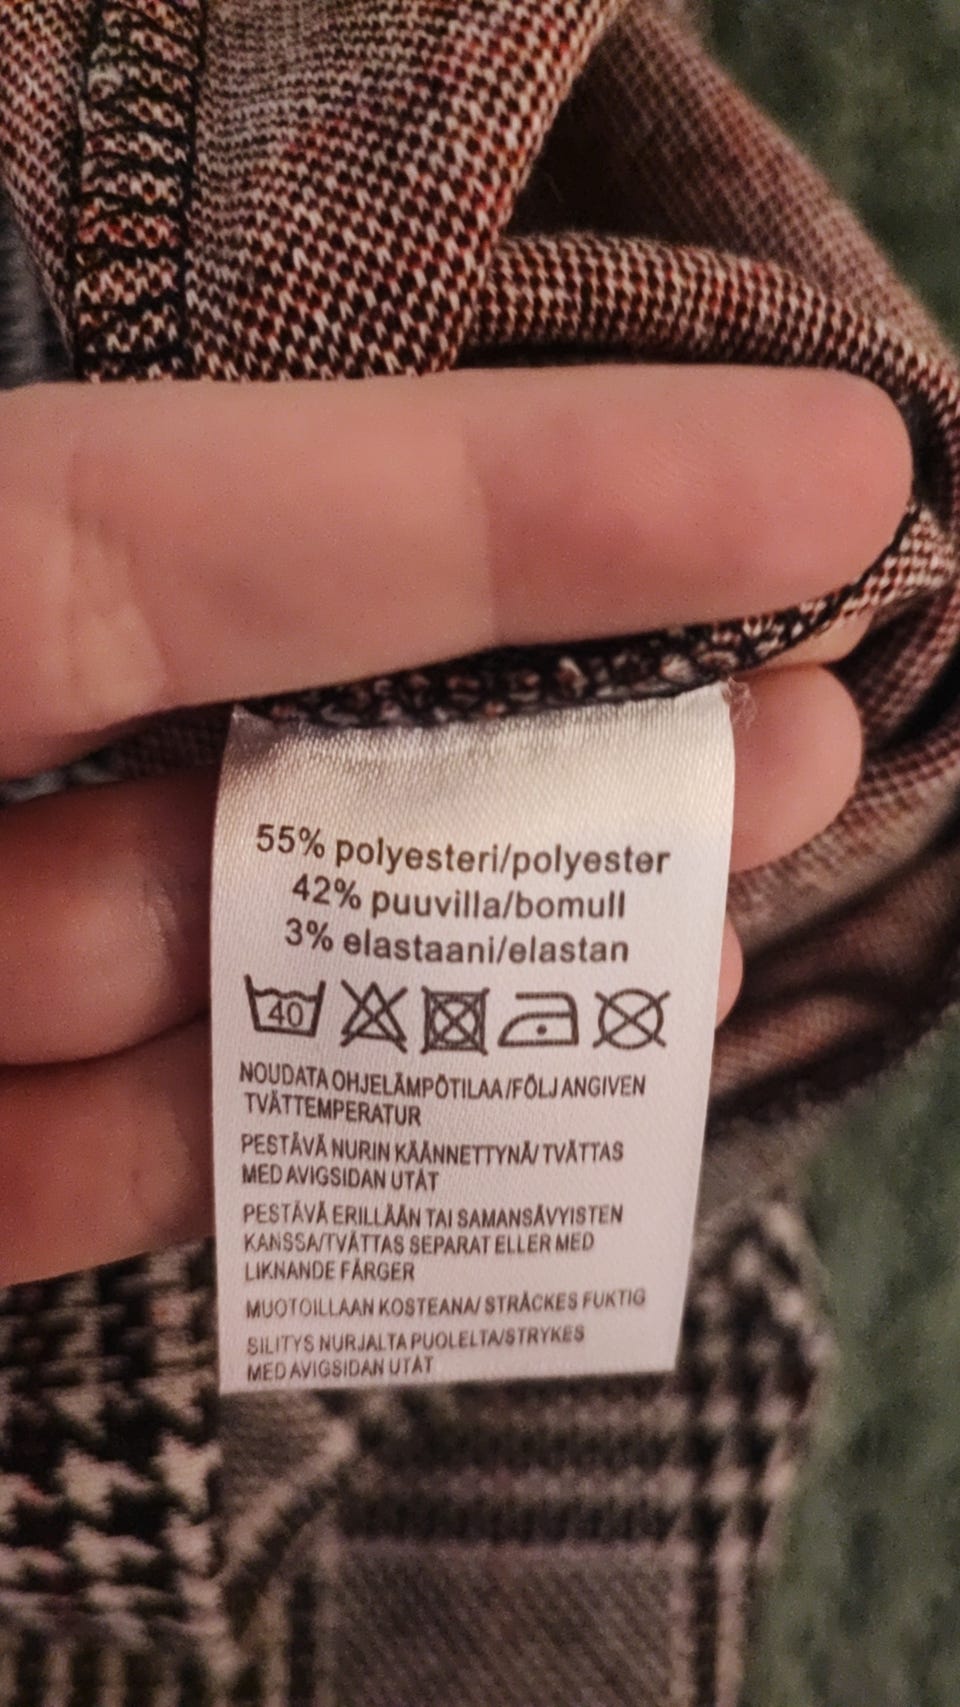 55% polyesteri/polyester
42% puuvilla/bomull
3% elastaani/elastan
40
NOUDATA OHJELÄMPÖTILAA/FÖLJ ANGIVEN
TVÄTTEMPERATUR
PESTÄVÄ NURIN KÄÄNNETTYNÄ/TVÄTTAS
MED AVIGSIDAN UTÅT
PESTÄVÄ ERILLÄÄN TAI SAMANSÄVYISTEN
KANSSA/TVÄTTAS SEPARAT ELLER MED
LIKNANDE FÄRGER
MUOTOILLAAN KOSTEANA/ STRÄCKES FUKTIG
SILITYS NURJALTA PUOLELTA/STRYKES
MED AVIGSIDAN UTÅT